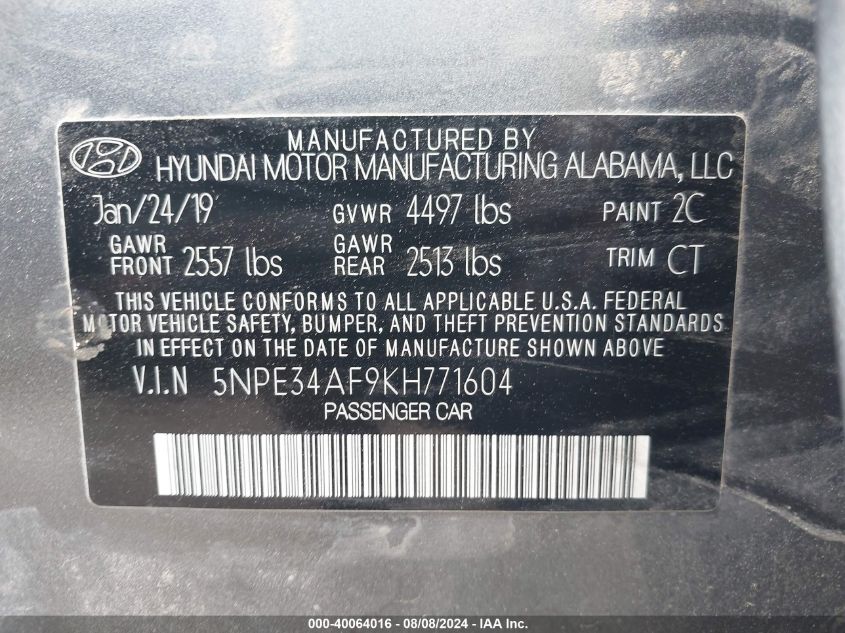 MANUFACTURED BY
HYUNDAI MOTOR MANUFACTURING ALABAMA, LLC
Jan/24/19 GVWR 4497 lbs PAINT 2C
GAWR FRONT 2557 lbs GAWR REAR 2513 lbs TRIM CT
THIS VEHICLE CONFORMS TO ALL APPLICABLE U.S.A. FEDERAL
MOTOR VEHICLE SAFETY, BUMPER, AND THEFT PREVENTION STANDARDS
IN EFFECT ON THE DATE OF MANUFACTURE SHOWN ABOVE
V.I.N 5NPE34AF9KH771604
PASSENGER CAR
000-40064016 - 08/08/2024 - IAA Inc.